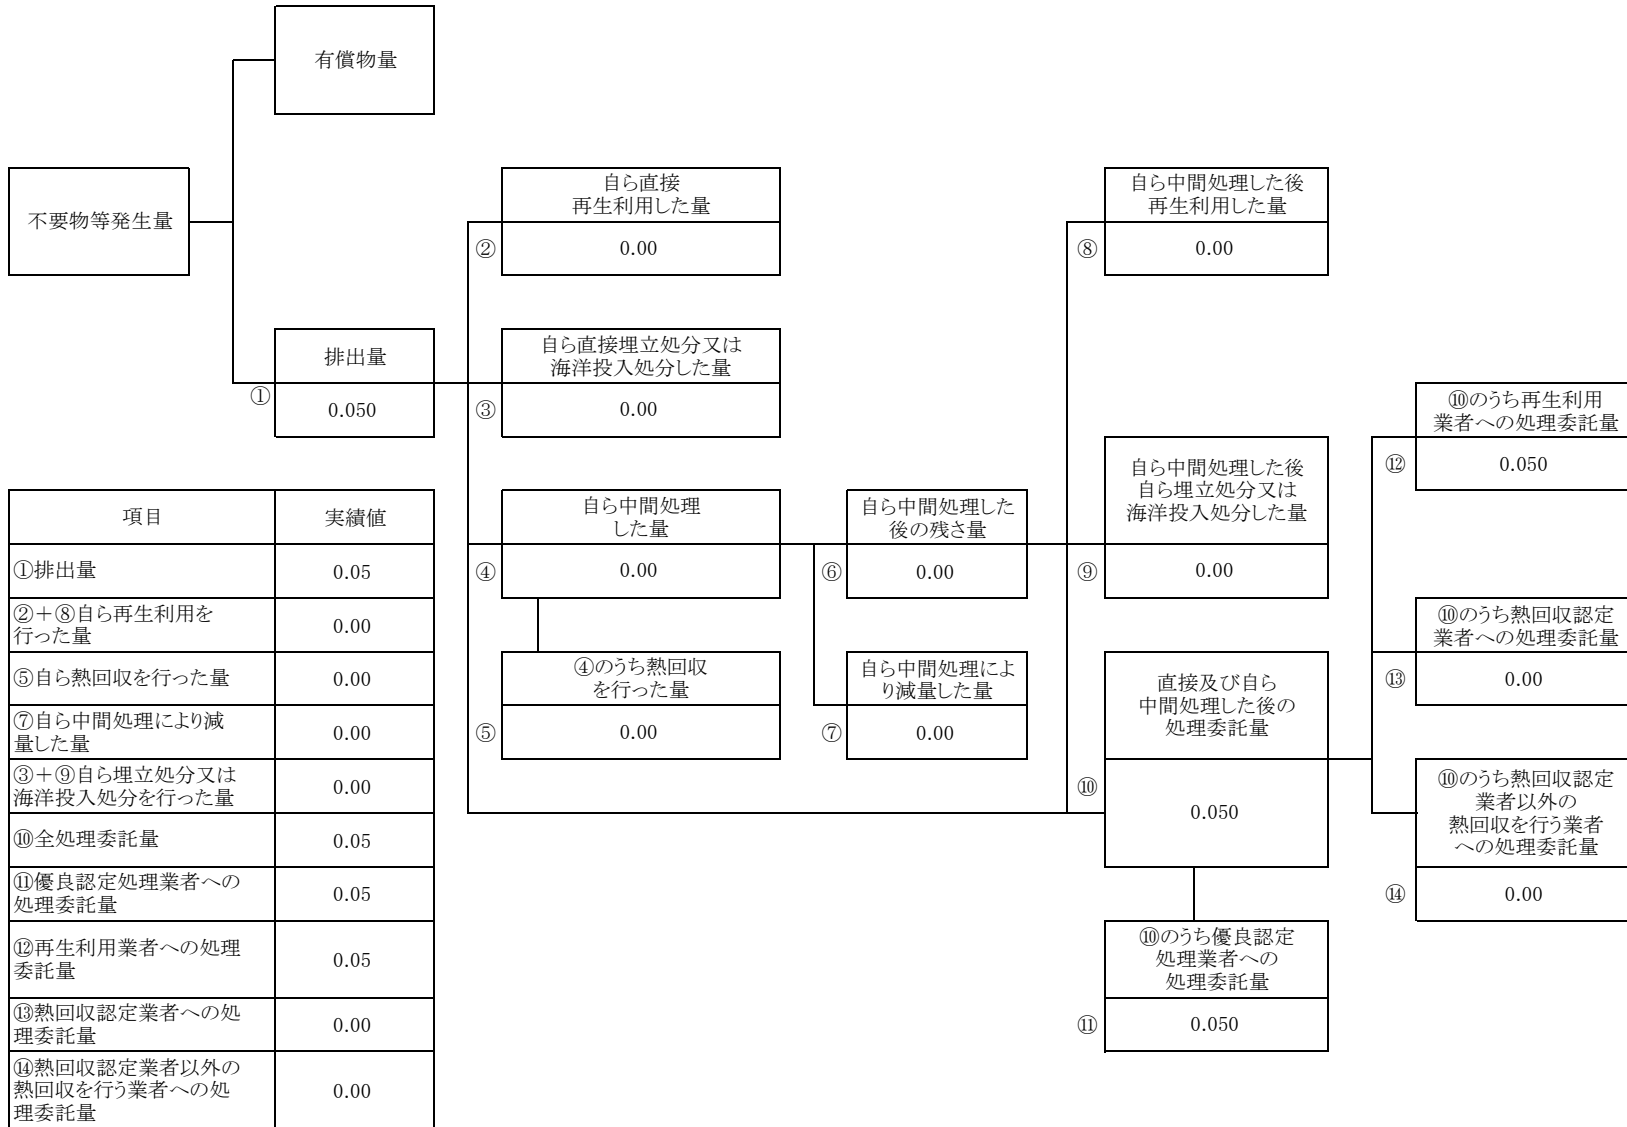 有償物量
不要物等発生量
自ら直接
再生利用した量
②
0.00
自ら中間処理した後
再生利用した量
⑧
0.00
排出量
①
0.050
自ら直接埋立処分又は
海洋投入処分した量
③
0.00
⑩のうち再生利用
業者への処理委託量
⑫
0.050
自ら中間処理
した量
④
0.00
自ら中間処理した
後の残さ量
⑥
0.00
自ら中間処理した後
自ら埋立処分又は
海洋投入処分した量
⑨
0.00
⑩のうち熱回収認定
業者への処理委託量
⑬
0.00
④のうち熱回収
を行った量
⑤
0.00
自ら中間処理によ
り減量した量
⑦
0.00
直接及び自ら
中間処理した後の
処理委託量
⑩
0.050
⑩のうち熱回収認定
業者以外の
熱回収を行う業者
への処理委託量
⑭
0.00
⑩のうち優良認定
処理業者への
処理委託量
⑪
0.050
項目 実績値
①排出量 0.05
②＋⑧自ら再生利用を
行った量
0.00
⑤自ら熱回収を行った量 0.00
⑦自ら中間処理により減
量した量
0.00
③＋⑨自ら埋立処分又は
海洋投入処分を行った量
0.00
⑩全処理委託量 0.05
⑪優良認定処理業者への
処理委託量
0.05
⑫再生利用業者への処理
委託量
0.05
⑬熱回収認定業者への処
理委託量
0.00
⑭熱回収認定業者以外の
熱回収を行う業者への処
理委託量
0.00